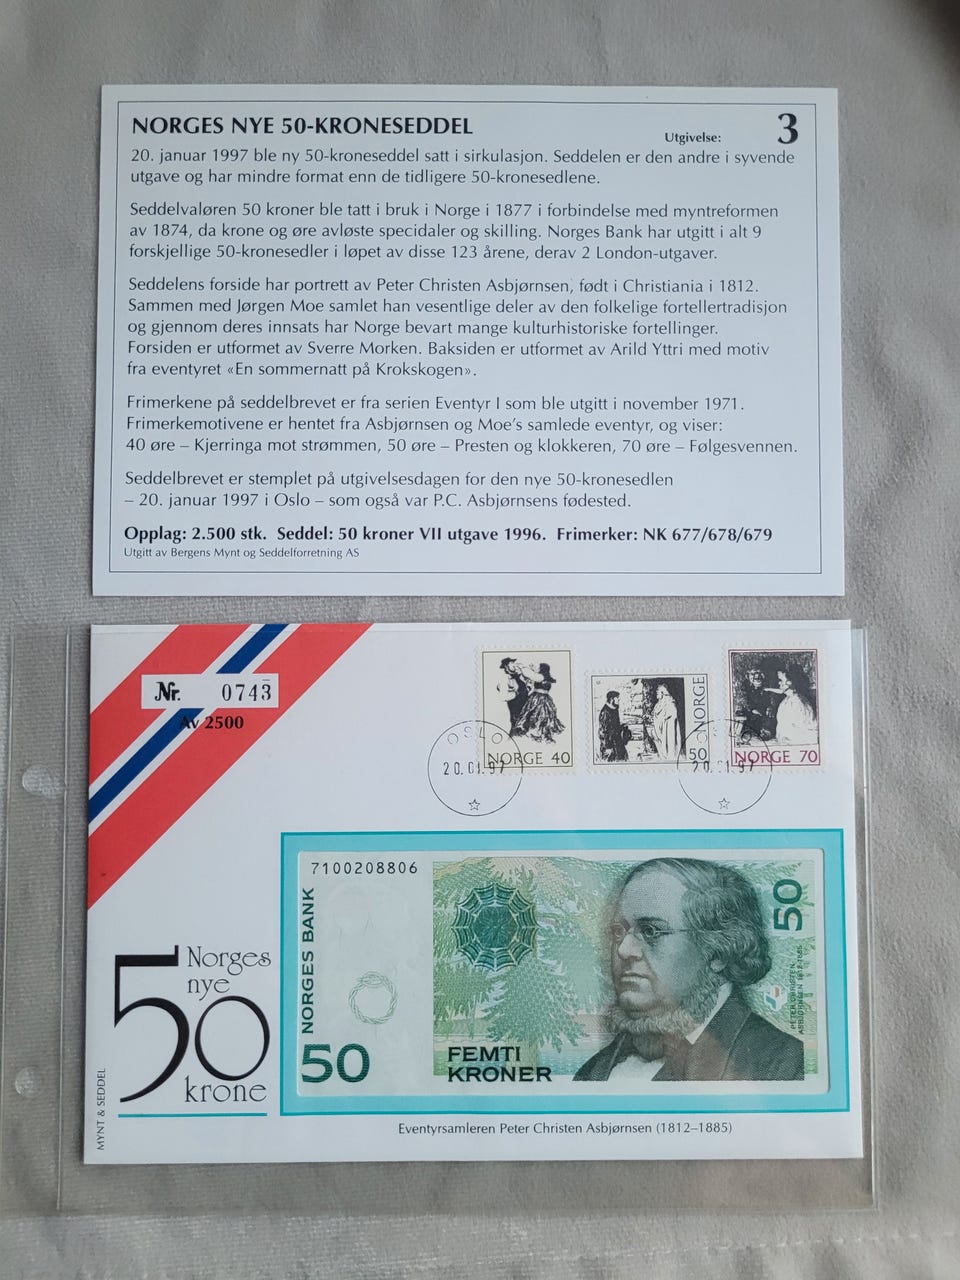 NORGES NYE 50-KRONESEDDEL
Utgivelse: 3
20. januar 1997 ble ny 50-kroneseddel satt i sirkulasjon. Seddelen er den andre i syvende
utgave og har mindre format enn de tidligere 50-kronesedlene.
Seddelvaløren 50 kroner ble tatt i bruk i Norge i 1877 i forbindelse med myntreformen
av 1874, da krone og øre avløste specidaler og skilling. Norges Bank har utgitt i alt 9
forskjellige 50-kronesedler i løpet av disse 123 årene, derav 2 London-utgaver.
Seddelens forside har portrett av Peter Christen Asbjørnsen, født i Christiania i 1812.
Sammen med Jørgen Moe samlet han vesentlige deler av den folkelige fortellertradisjon
og gjennom deres innsats har Norge bevart mange kulturhistoriske fortellinger.
Forsiden er utformet av Sverre Morken. Baksiden er utformet av Arild Yttri med motiv
fra eventyret «En sommernatt på Krokskogen».
Frimerkene på seddelbrevet er fra serien Eventyr I som ble utgitt i november 1971.
Frimerkemotivene er hentet fra Asbjørnsen og Moe's samlede eventyr, og viser:
40 øre – Kjerringa mot strømmen, 50 øre – Presten og klokkeren, 70 øre – Følgesvennen.
Seddelbrevet er stemplet på utgivelsesdagen for den nye 50-kronesedlen
– 20. januar 1997 i Oslo – som også var P.C. Asbjørnsens fødested.
Opplag: 2.500 stk. Seddel: 50 kroner VII utgave 1996. Frimerker: NK 677/678/679
Utgitt av Bergens Mynt og Seddelforretning AS
Nr. 0743
Av 2500
NORGE 40
50 NORGE
NORGE 70
OSLO
20.01.97
OSLO
20.01.97
7100208806
NORGES BANK
50
50
FEMTI
KRONER
PETER CHRISTEN
ASBJØRNSEN 1812-1885
Norges
nye
50
krone
MYNT & SEDDEL
Eventyrsamleren Peter Christen Asbjørnsen (1812–1885)